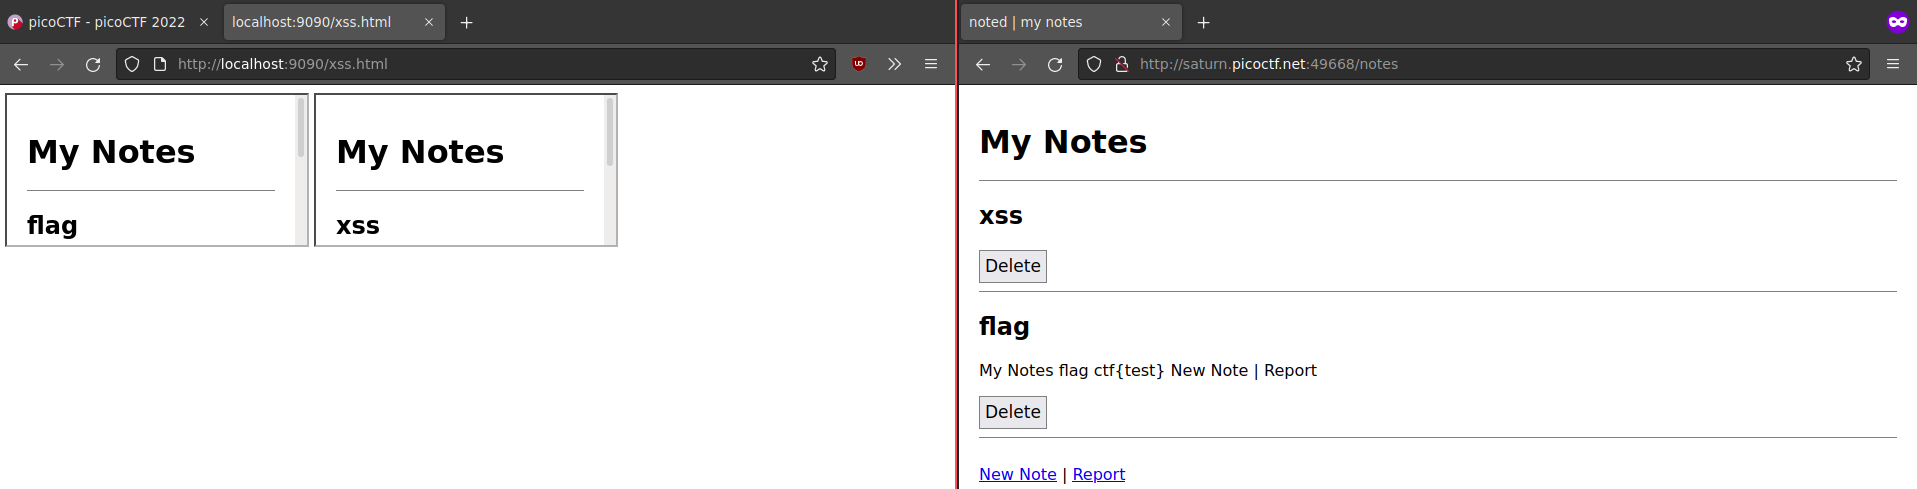 picoCTF - picoCTF 2022
localhost:9090/xss.html
http://localhost:9090/xss.html
My Notes
flag
My Notes
xss
noted | my notes
http://saturn.picoctf.net:49668/notes
My Notes
xss
Delete
flag
My Notes flag ctf{test} New Note | Report
Delete
New Note | Report